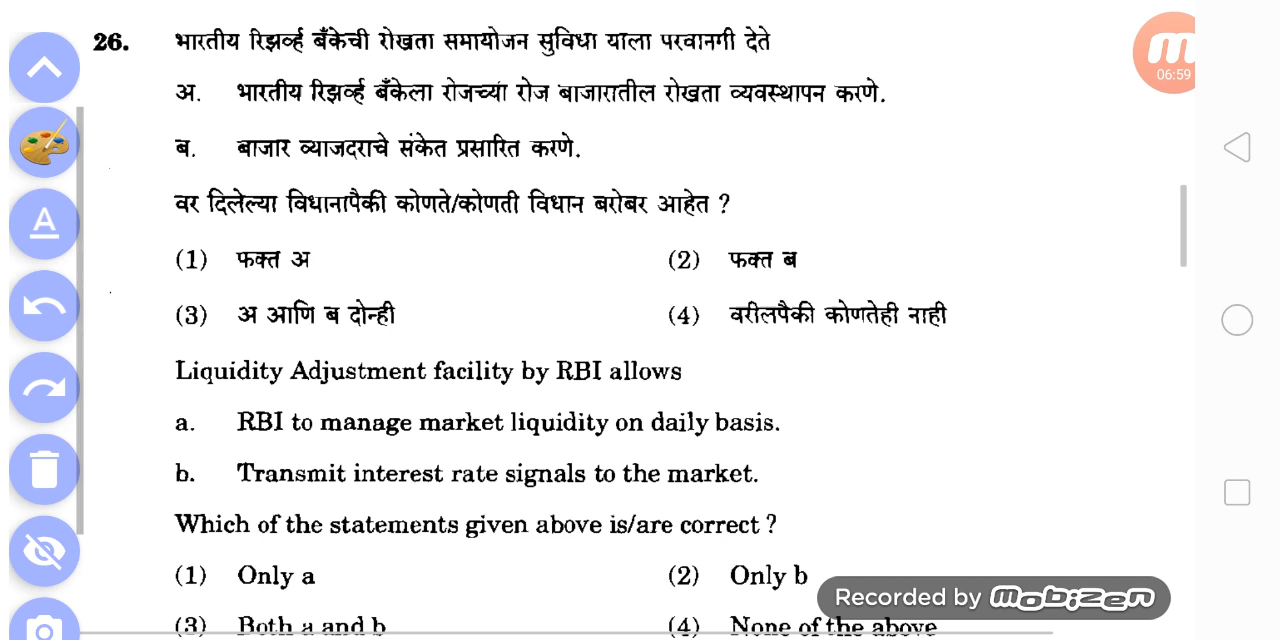 26. भारतीय रिझर्व्ह बँकेची रोखता समायोजन सुविधा याला परवानगी देते
06:59
अ. भारतीय रिझर्व्ह बँकेला रोजच्या रोज बाजारातील रोखता व्यवस्थापन करणे.
ब. बाजार व्याजदराचे संकेत प्रसारित करणे.
वर दिलेल्या विधानापैकी कोणते/कोणती विधान बरोबर आहेत ?
(1) फक्त अ (2) फक्त ब
(3) अ आणि ब दोन्ही (4) वरीलपैकी कोणतेही नाही
Liquidity Adjustment facility by RBI allows
a. RBI to manage market liquidity on daily basis.
b. Transmit interest rate signals to the market.
Which of the statements given above is/are correct ?
(1) Only a (2) Only b
Recorded by mobizen
(3) Both a and b (4) None of the above